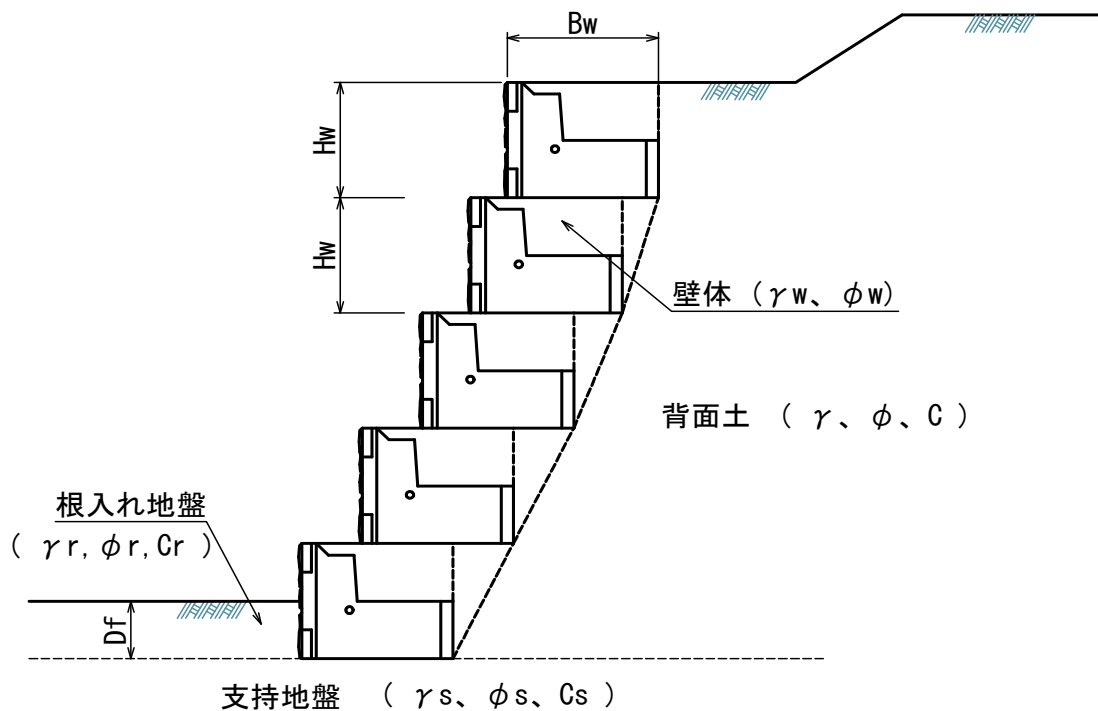 Bw
Hw
Hw
壁体 (γw、φw)
背面土 ( γ、φ、C )
根入れ地盤
( γr, φr, Cr )
Df
支持地盤 ( γs、φs、Cs )